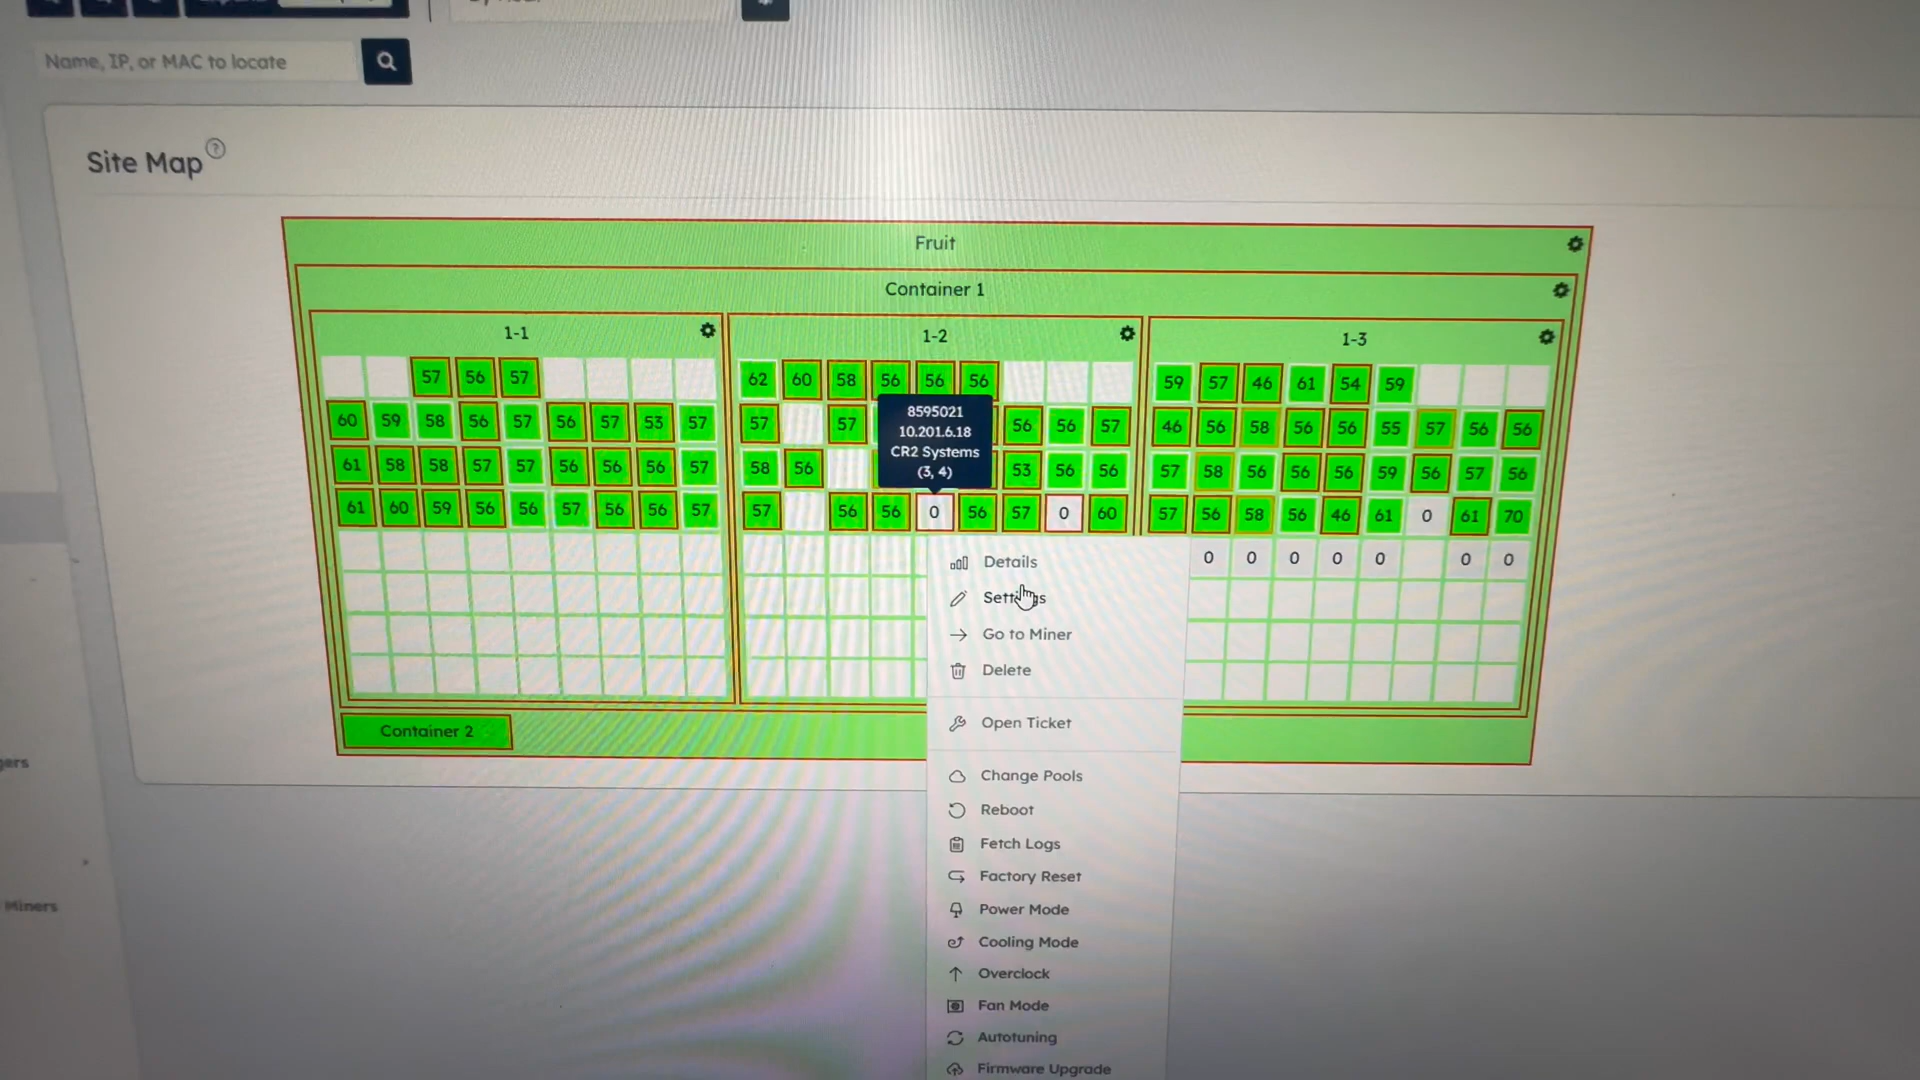 Name, IP, or MAC to locate
Site Map ?
Fruit
Container 1
1-1
1-2
1-3
57 56 57
62 60 58 56 56 56
59 57 46 61 54 59
60 59 58 56 57 56 57 53 57
57 57 56 56 57
46 56 58 56 56 55 57 56 56
8595021
10.201.6.18
CR2 Systems
(3, 4)
61 58 58 57 57 56 56 56 57
58 56 53 56 56
57 58 56 56 56 59 56 57 56
61 60 59 56 56 57 56 56 57
57 56 56 0 56 57 0 60
57 56 58 56 46 61 0 61 70
0 0 0 0 0 0 0
Details
Settings
Go to Miner
Delete
Container 2
Open Ticket
gers
Change Pools
Reboot
Fetch Logs
Factory Reset
Miners
Power Mode
Cooling Mode
Overclock
Fan Mode
Autotuning
Firmware Upgrade